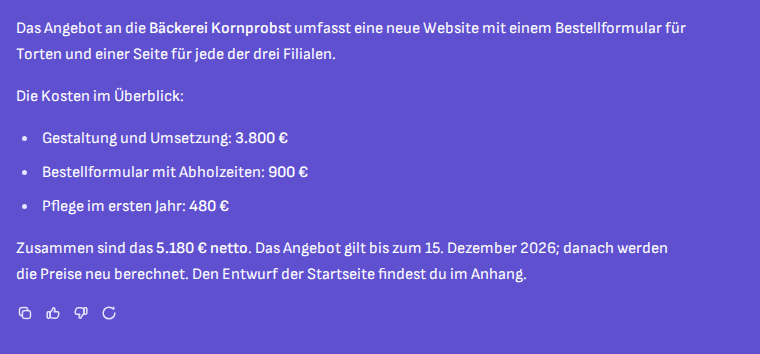 Das Angebot an die Bäckerei Kornprobst umfasst eine neue Website mit einem Bestellformular für
Torten und einer Seite für jede der drei Filialen.
Die Kosten im Überblick:
Gestaltung und Umsetzung: 3.800 €
Bestellformular mit Abholzeiten: 900 €
Pflege im ersten Jahr: 480 €
Zusammen sind das 5.180 € netto. Das Angebot gilt bis zum 15. Dezember 2026; danach werden
die Preise neu berechnet. Den Entwurf der Startseite findest du im Anhang.